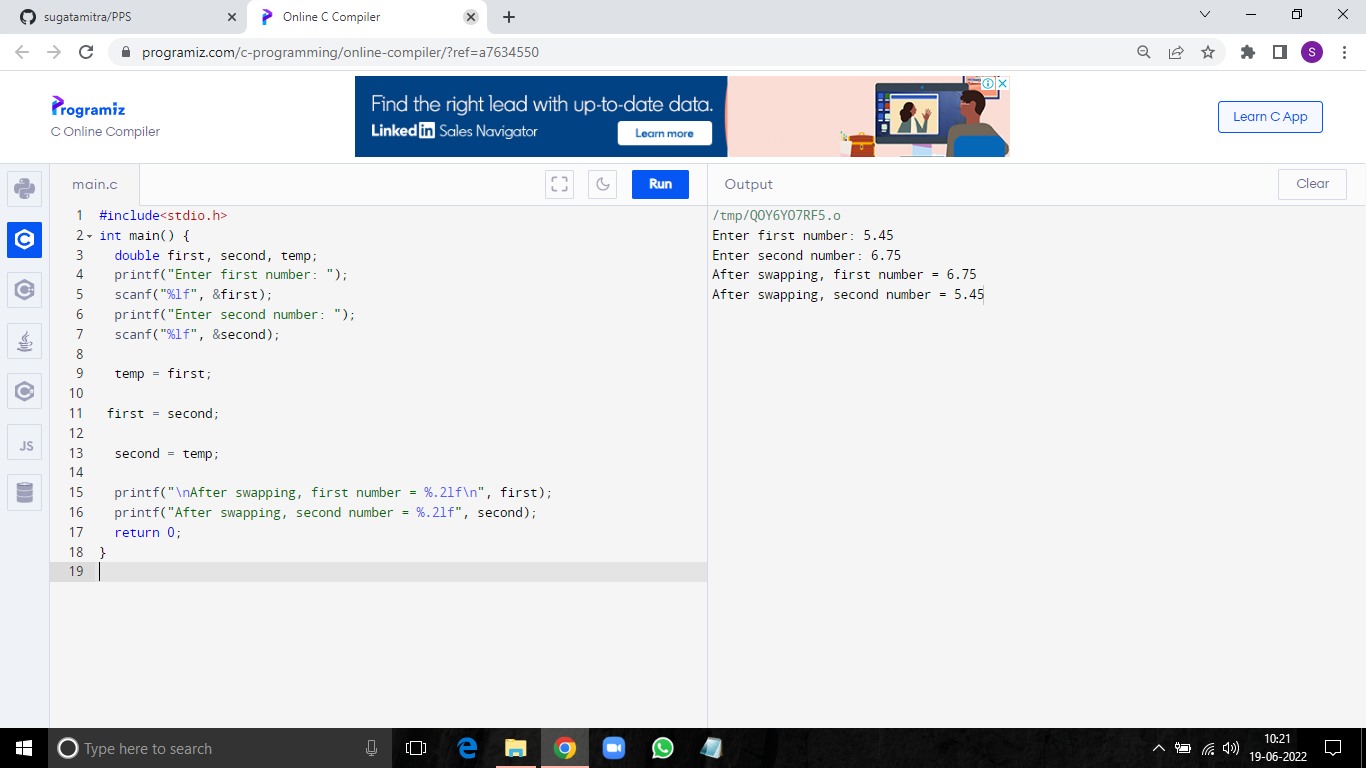 sugatamitra/PPS
Online C Compiler
programiz.com/c-programming/online-compiler/?ref=a7634550
S
Programiz
C Online Compiler
Find the right lead with up-to-date data.
Linked in Sales Navigator
Learn more
Learn C App
main.c
Run
Output
Clear
1 #include<stdio.h>
2 int main() {
3 double first, second, temp;
4 printf("Enter first number: ");
5 scanf("%lf", &first);
6 printf("Enter second number: ");
7 scanf("%lf", &second);
8
9 temp = first;
10
11 first = second;
12
13 second = temp;
14
15 printf("\nAfter swapping, first number = %.2lf\n", first);
16 printf("After swapping, second number = %.2lf", second);
17 return 0;
18 }
19
/tmp/QOY6YO7RF5.o
Enter first number: 5.45
Enter second number: 6.75
After swapping, first number = 6.75
After swapping, second number = 5.45
JS
Type here to search
10:21
19-06-2022